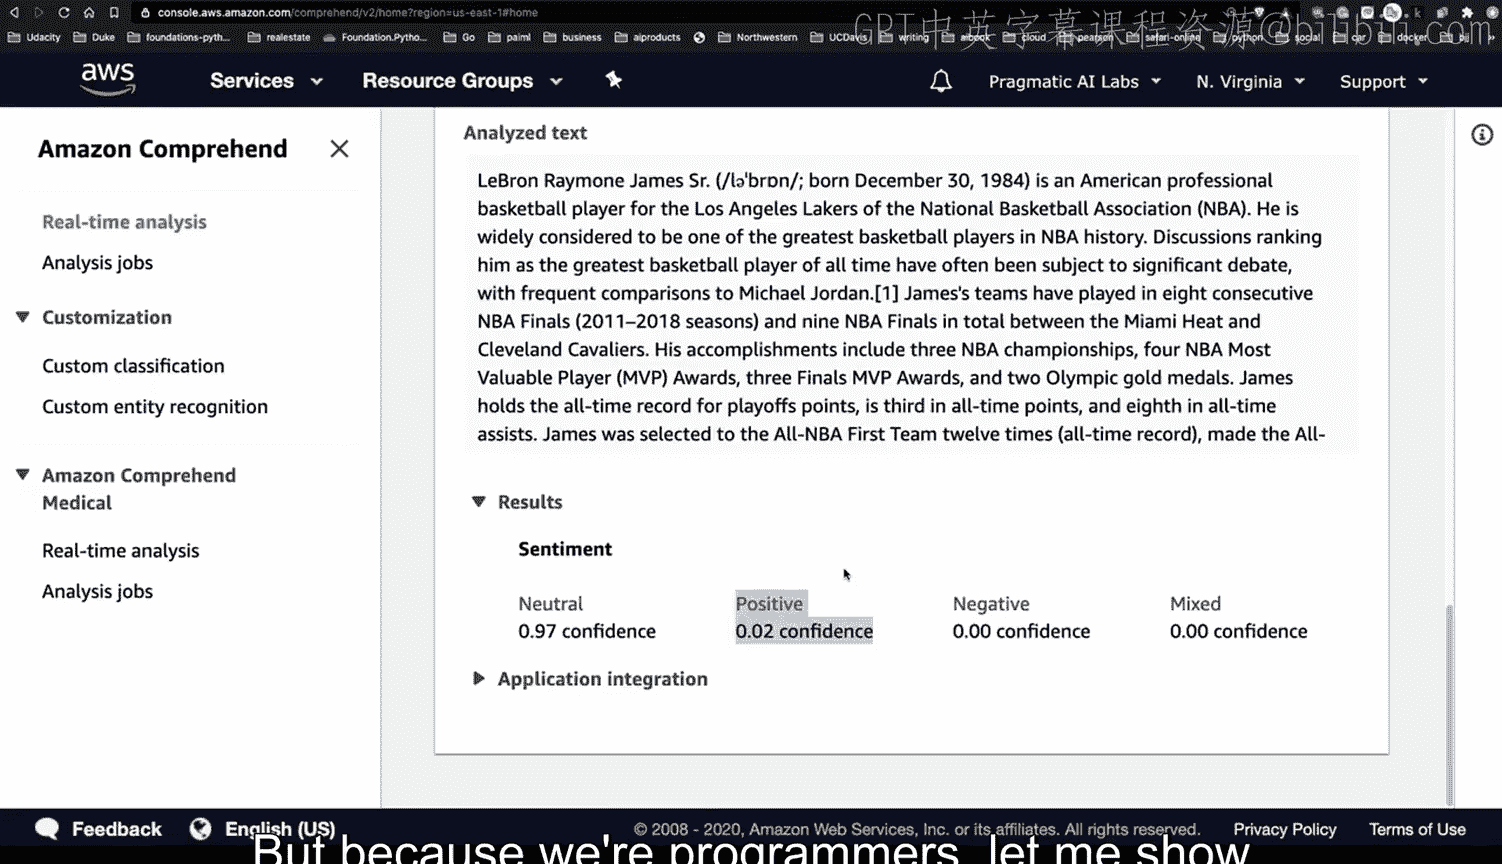 console.aws.amazon.com/comprehend/v2/home?region=us-east-1#home
GPT中英字幕课程资源@bilibili.com
Udacity Duke foundations-pyth... realestate Foundation.Pytho... Go paiml business aiproducts Northwestern UCDavis writing cloud pearson safari-online python social car docker
aws Services Resource Groups Pragmatic AI Labs N. Virginia Support
Amazon Comprehend
Real-time analysis
Analysis jobs
Customization
Custom classification
Custom entity recognition
Amazon Comprehend
Medical
Real-time analysis
Analysis jobs
Analyzed text
LeBron Raymone James Sr. (/ləˈbrɒn/; born December 30, 1984) is an American professional
basketball player for the Los Angeles Lakers of the National Basketball Association (NBA). He is
widely considered to be one of the greatest basketball players in NBA history. Discussions ranking
him as the greatest basketball player of all time have often been subject to significant debate,
with frequent comparisons to Michael Jordan.[1] James's teams have played in eight consecutive
NBA Finals (2011–2018 seasons) and nine NBA Finals in total between the Miami Heat and
Cleveland Cavaliers. His accomplishments include three NBA championships, four NBA Most
Valuable Player (MVP) Awards, three Finals MVP Awards, and two Olympic gold medals. James
holds the all-time record for playoffs points, is third in all-time points, and eighth in all-time
assists. James was selected to the All-NBA First Team twelve times (all-time record), made the All-
Results
Sentiment
Neutral Positive Negative Mixed
0.97 confidence 0.02 confidence 0.00 confidence 0.00 confidence
Application integration
Feedback English (US) © 2008 - 2020, Amazon Web Services, Inc. or its affiliates. All rights reserved. Privacy Policy Terms of Use
But because we're programmers, let me show